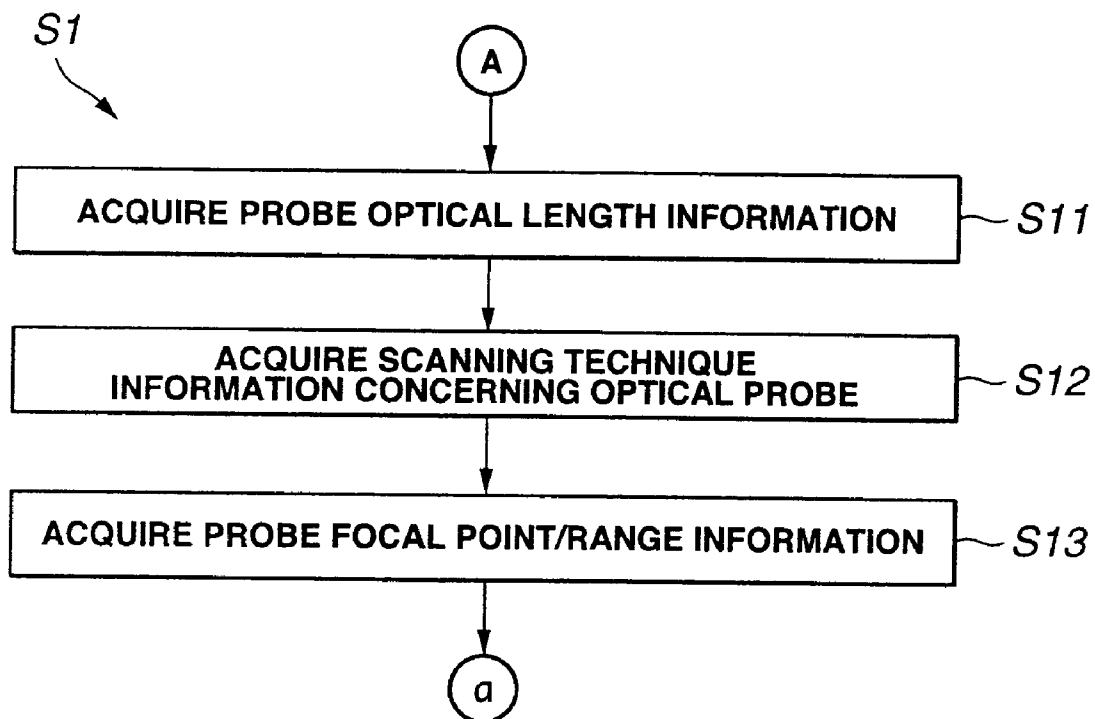 S1
A
ACQUIRE PROBE OPTICAL LENGTH INFORMATION
S11
ACQUIRE SCANNING TECHNIQUE
INFORMATION CONCERNING OPTICAL PROBE
S12
ACQUIRE PROBE FOCAL POINT/RANGE INFORMATION
S13
a